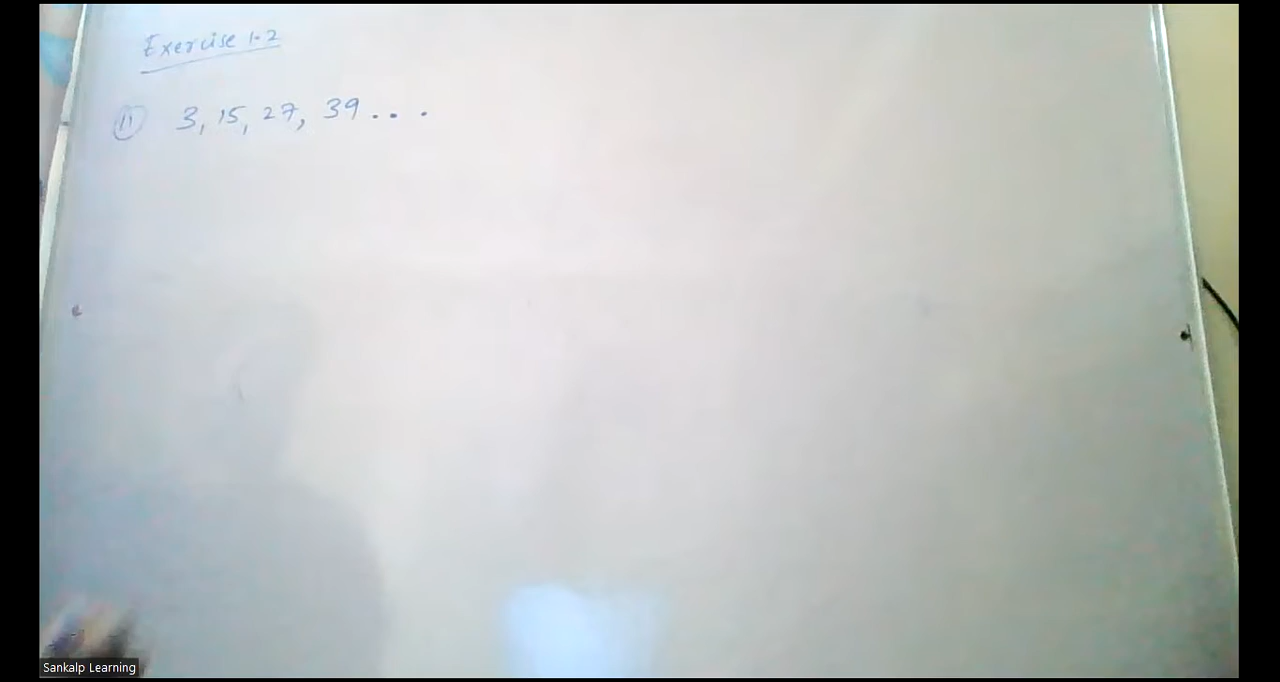 Exercise 1.2
11 3, 15, 27, 39 . . .
Sankalp Learning